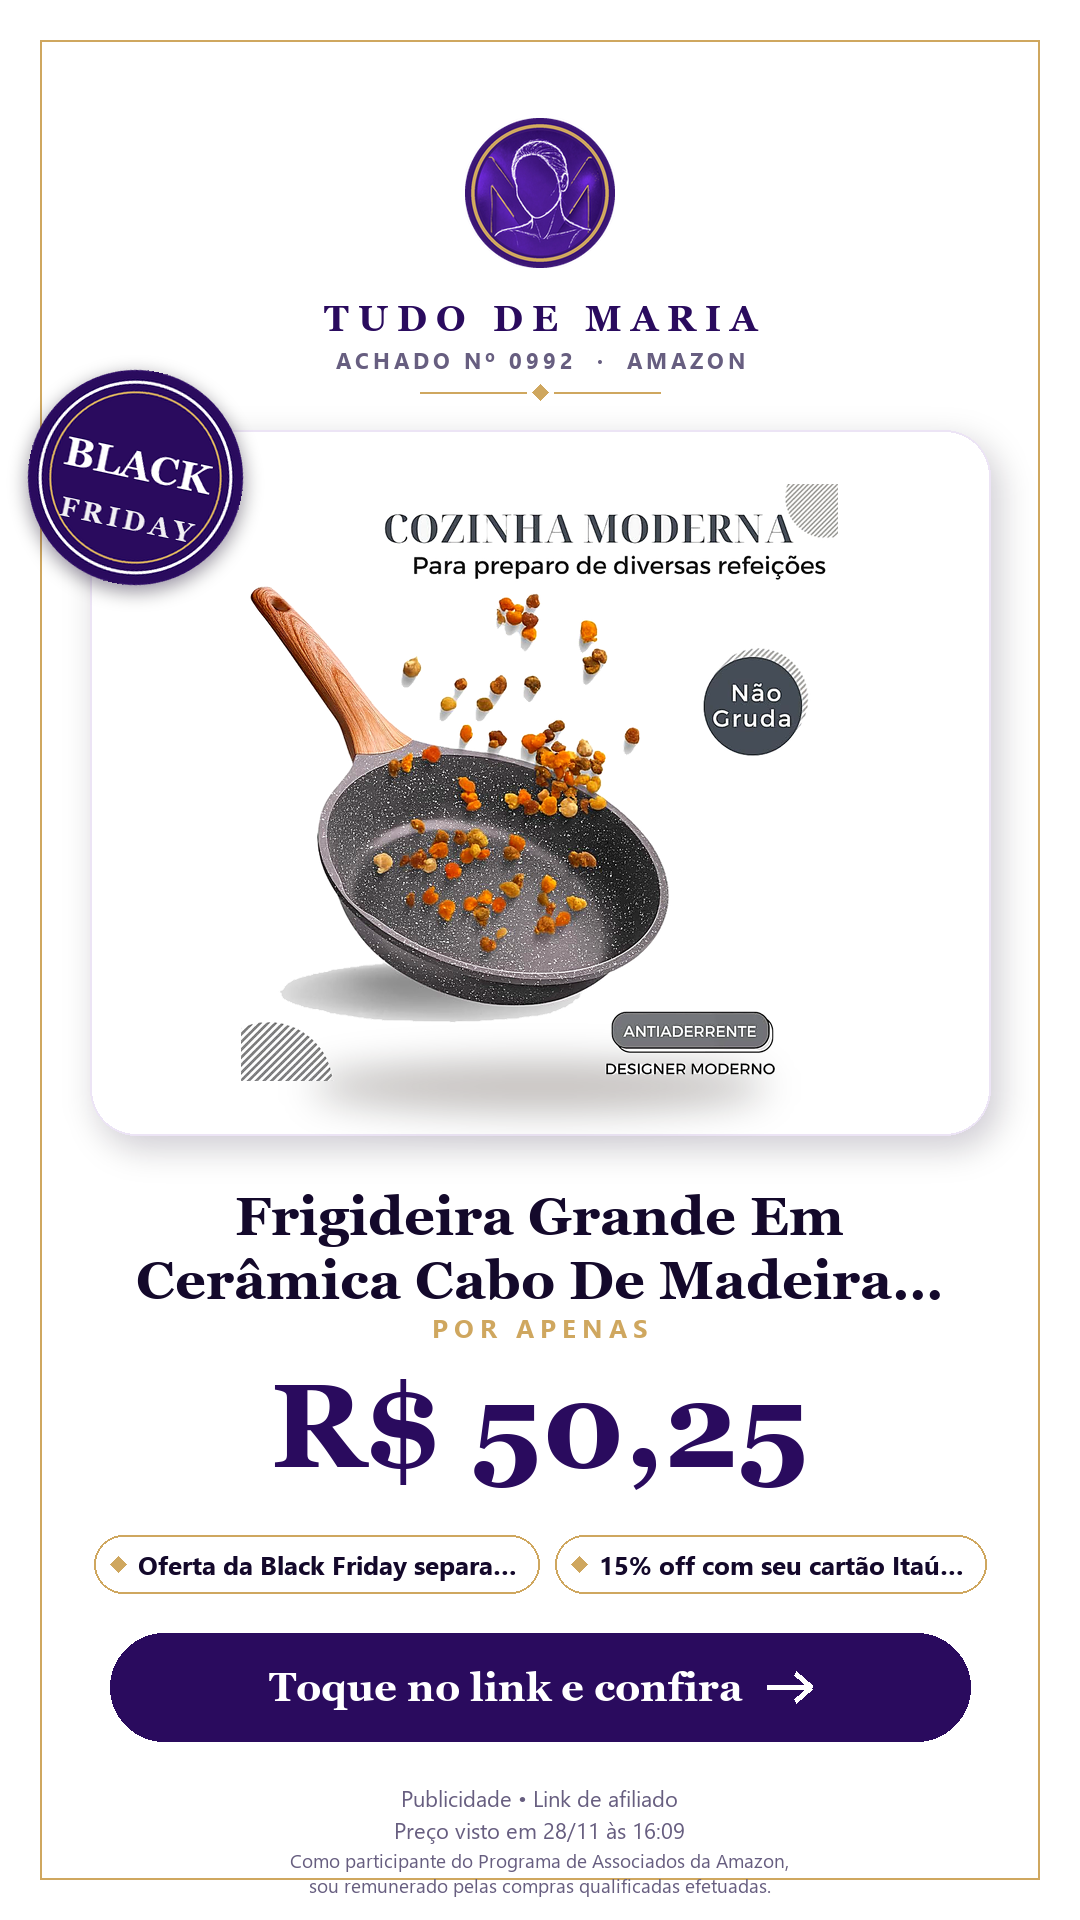 TUDO DE MARIA
ACHADO Nº 0992 · AMAZON
BLACK
FRIDAY
COZINHA MODERNA
Para preparo de diversas refeições
Não
Gruda
ANTIADERRENTE
DESIGNER MODERNO
Frigideira Grande Em
Cerâmica Cabo De Madeira...
POR APENAS
R$ 50,25
Oferta da Black Friday separa...
15% off com seu cartão Itaú...
Toque no link e confira →
Publicidade • Link de afiliado
Preço visto em 28/11 às 16:09
Como participante do Programa de Associados da Amazon,
sou remunerado pelas compras qualificadas efetuadas.